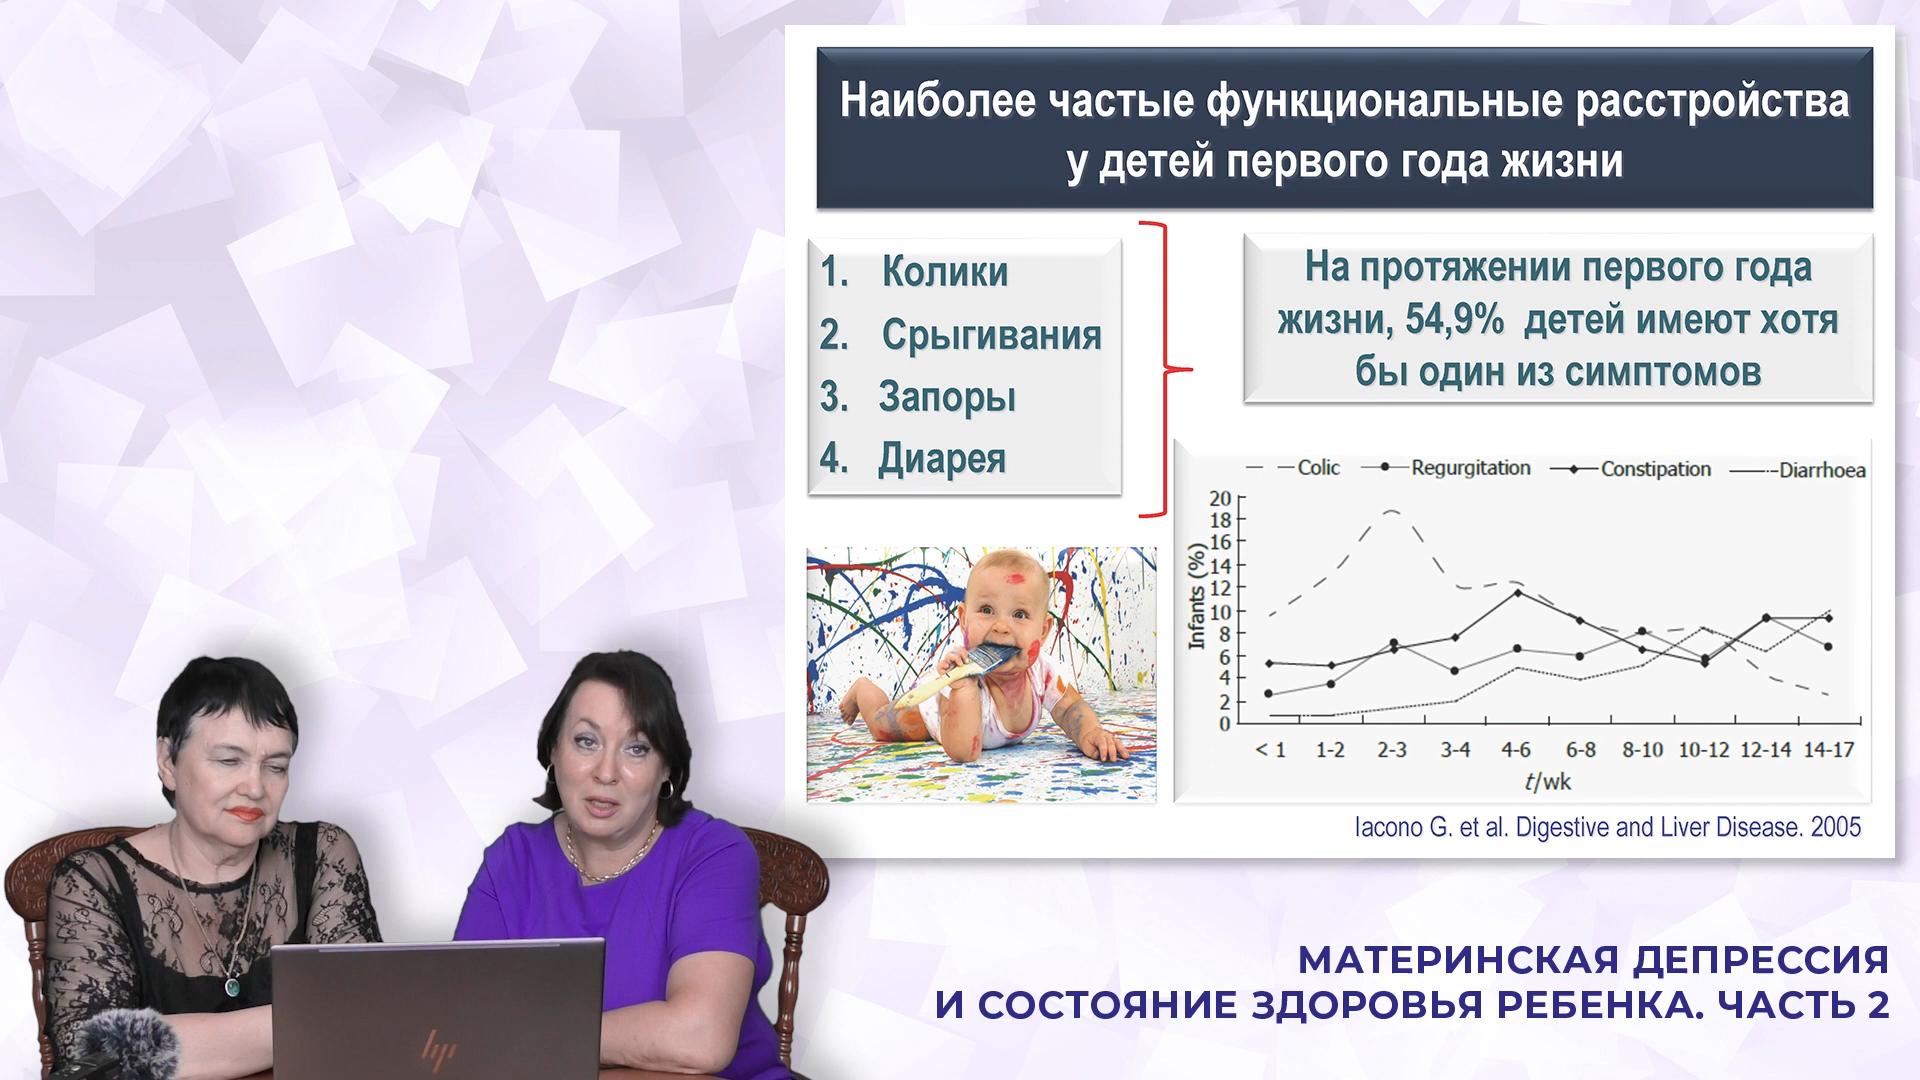 Наиболее частые функциональные расстройства
у детей первого года жизни
1. Колики
2. Срыгивания
3. Запоры
4. Диарея
На протяжении первого года
жизни, 54,9% детей имеют хотя
бы один из симптомов
Colic Regurgitation Constipation Diarrhoea
Infants (%)
20
18
16
14
12
10
8
6
4
2
0
< 1 1-2 2-3 3-4 4-6 6-8 8-10 10-12 12-14 14-17
t/wk
Iacono G. et al. Digestive and Liver Disease. 2005
hp
МАТЕРИНСКАЯ ДЕПРЕССИЯ
И СОСТОЯНИЕ ЗДОРОВЬЯ РЕБЕНКА. ЧАСТЬ 2